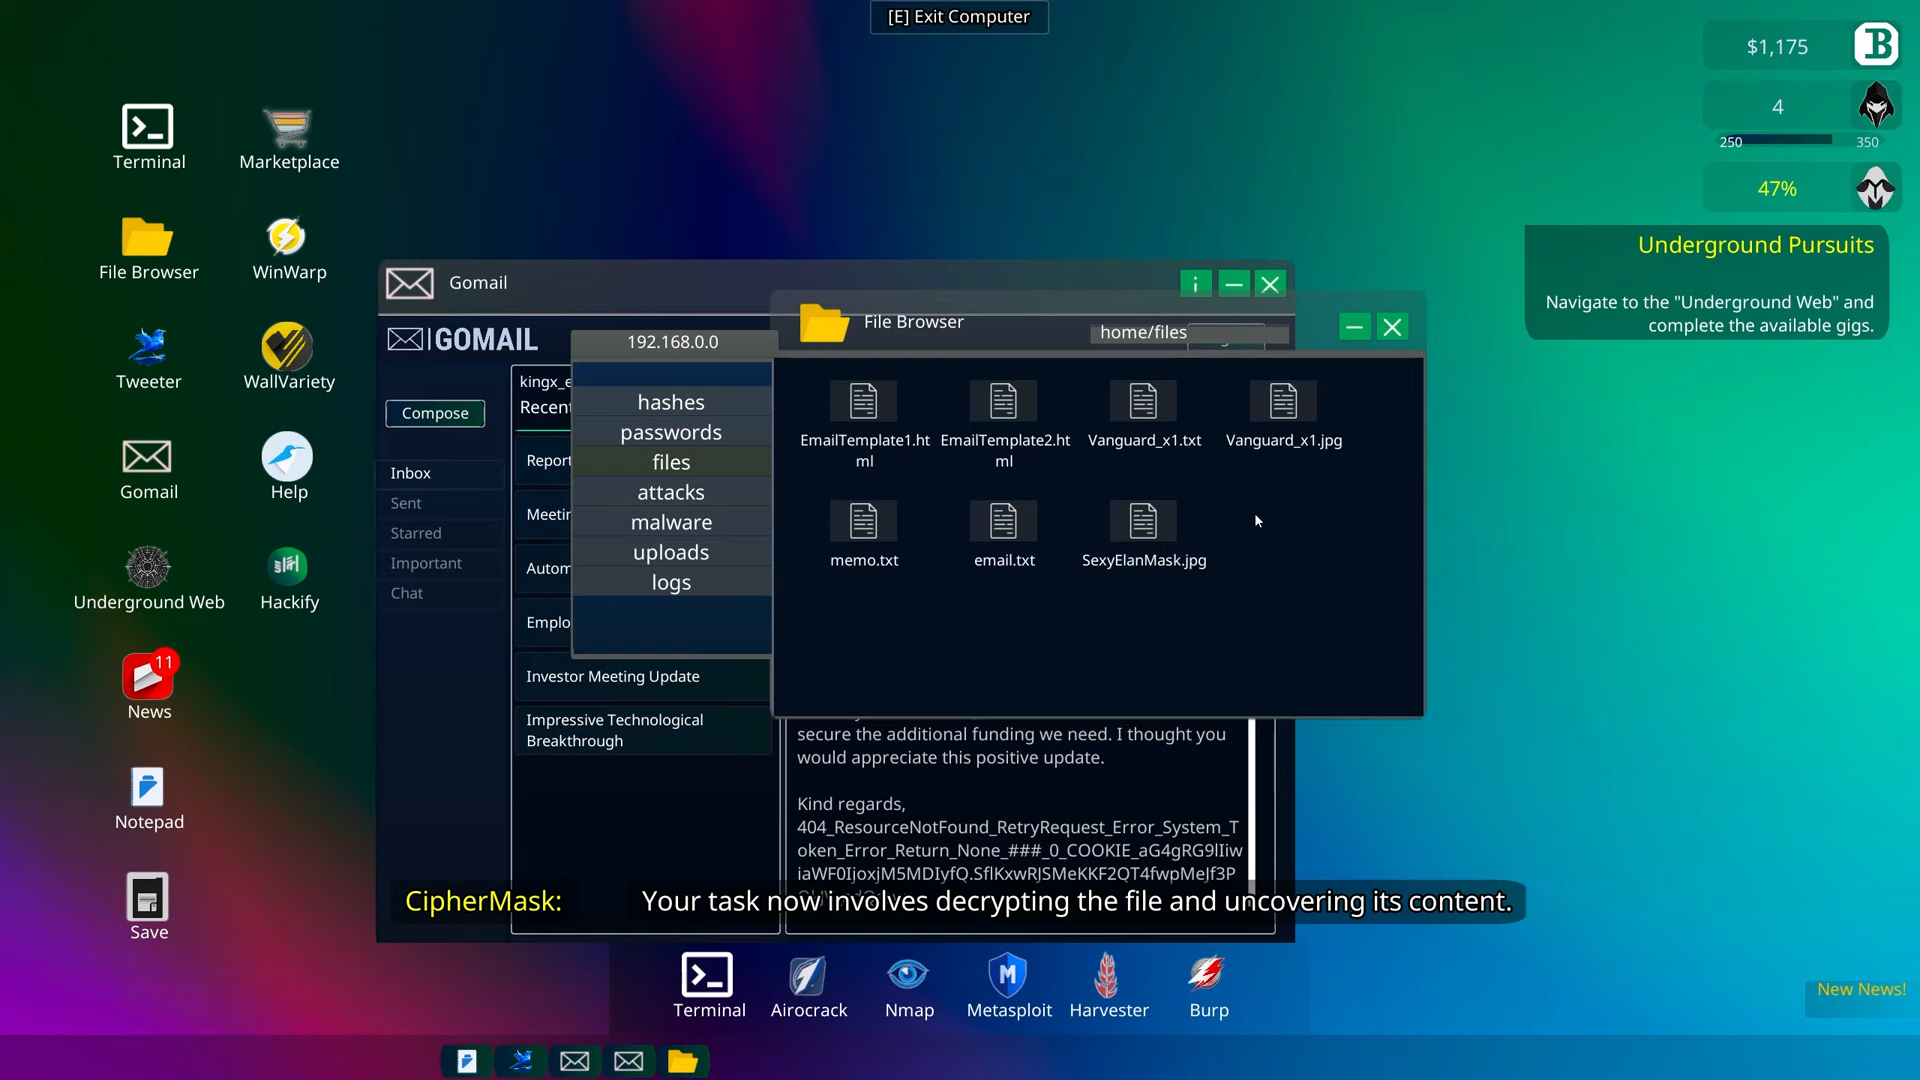 [E] Exit Computer
$1,175
B
4
250
350
47%
Underground Pursuits
Navigate to the "Underground Web" and
complete the available gigs.
Terminal
Marketplace
File Browser
WinWarp
Tweeter
WallVariety
Gomail
Help
Underground Web
Hackify
11
News
Notepad
Save
Gomail
i
GOMAIL
Compose
Inbox
Sent
Starred
Important
Chat
kingx_e
Recent
Report
Meetin
Autom
Emplo
Investor Meeting Update
Impressive Technological
Breakthrough
192.168.0.0
hashes
passwords
files
attacks
malware
uploads
logs
File Browser
home/files
EmailTemplate1.ht
ml
EmailTemplate2.ht
ml
Vanguard_x1.txt
Vanguard_x1.jpg
memo.txt
email.txt
SexyElanMask.jpg
secure the additional funding we need. I thought you
would appreciate this positive update.
Kind regards,
404_ResourceNotFound_RetryRequest_Error_System_T
oken_Error_Return_None_###_0_COOKIE_aG4gRG9lIiw
iaWF0IjoxjM5MDIyfQ.SflKxwRJSMeKKF2QT4fwpMeJf3P
CipherMask:
Your task now involves decrypting the file and uncovering its content.
Terminal
Airocrack
Nmap
M
Metasploit
Harvester
Burp
New News!